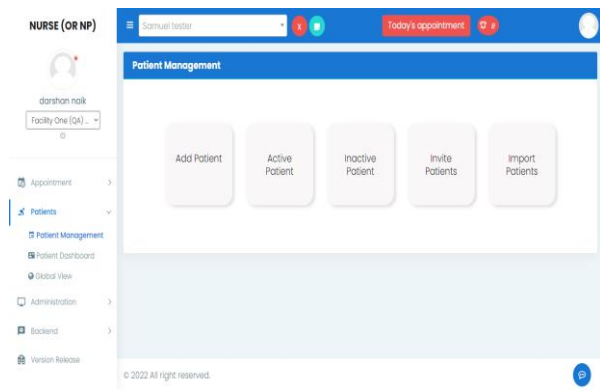 NURSE (OR NP)
darshan naik
Facility One (QA) ...
Appointment
Patients
Patient Management
Patient Dashboard
Global View
Administration
Backend
Version Release
Samuel tester
x
Today's appointment
Patient Management
Add Patient
Active
Patient
Inactive
Patient
Invite
Patients
Import
Patients
© 2022 All right reserved.